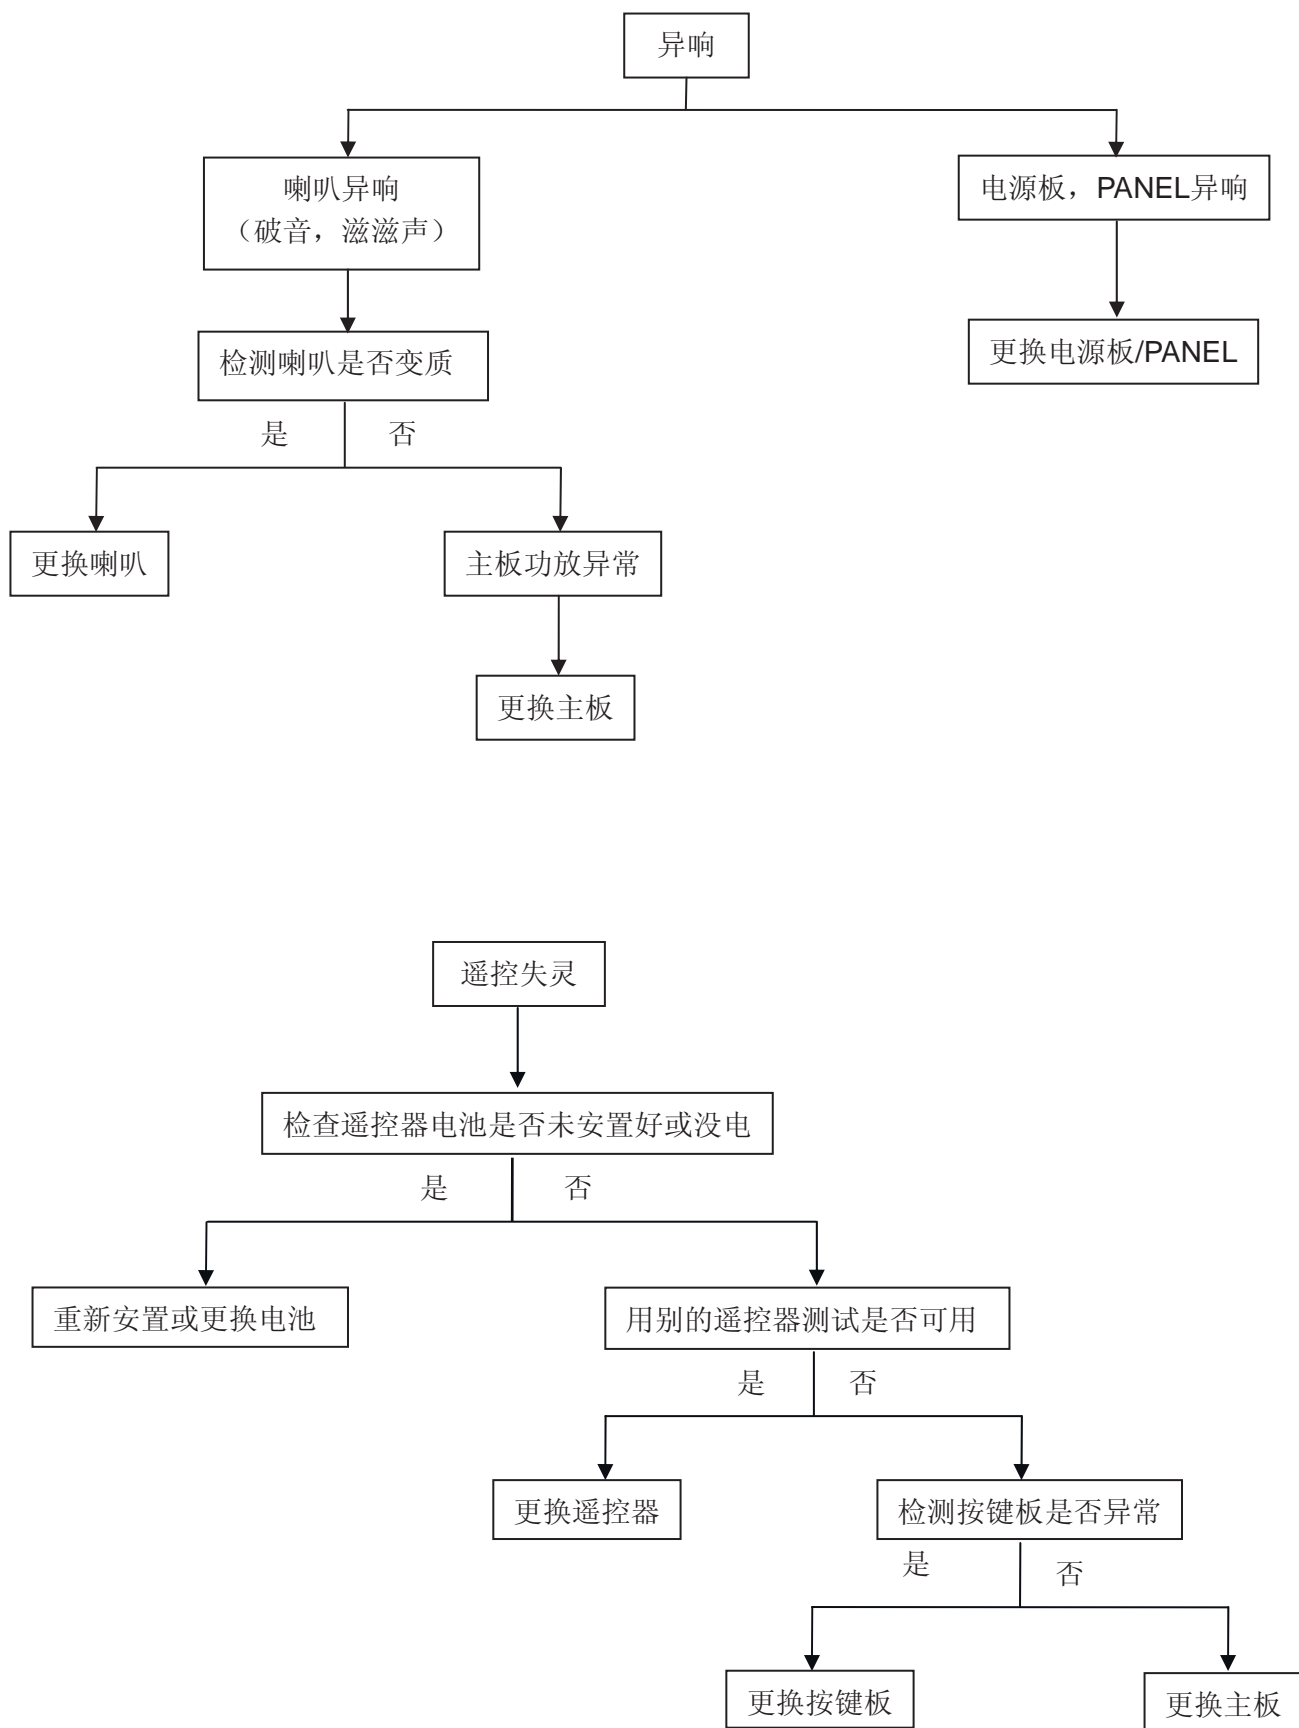 异响
喇叭异响
（破音，滋滋声）
电源板，PANEL异响
检测喇叭是否变质
更换电源板/PANEL
是
否
更换喇叭
主板功放异常
更换主板
遥控失灵
检查遥控器电池是否未安置好或没电
是
否
重新安置或更换电池
用别的遥控器测试是否可用
是
否
更换遥控器
检测按键板是否异常
是
否
更换按键板
更换主板